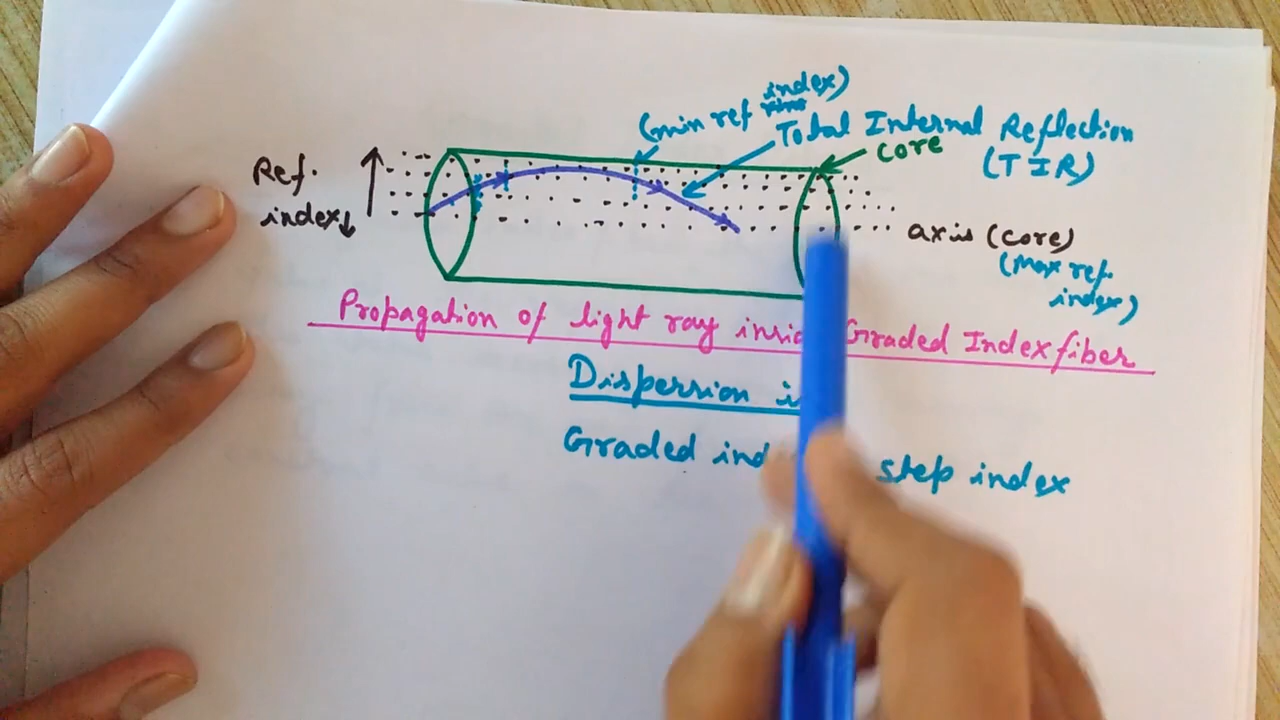 (min ref index)
Total Internal Reflection
(TIR)
core
Ref.
index↓
axis (core)
(Max ref.
index)
Propagation of light ray Graded Index fiber
Dispersion
Graded step index